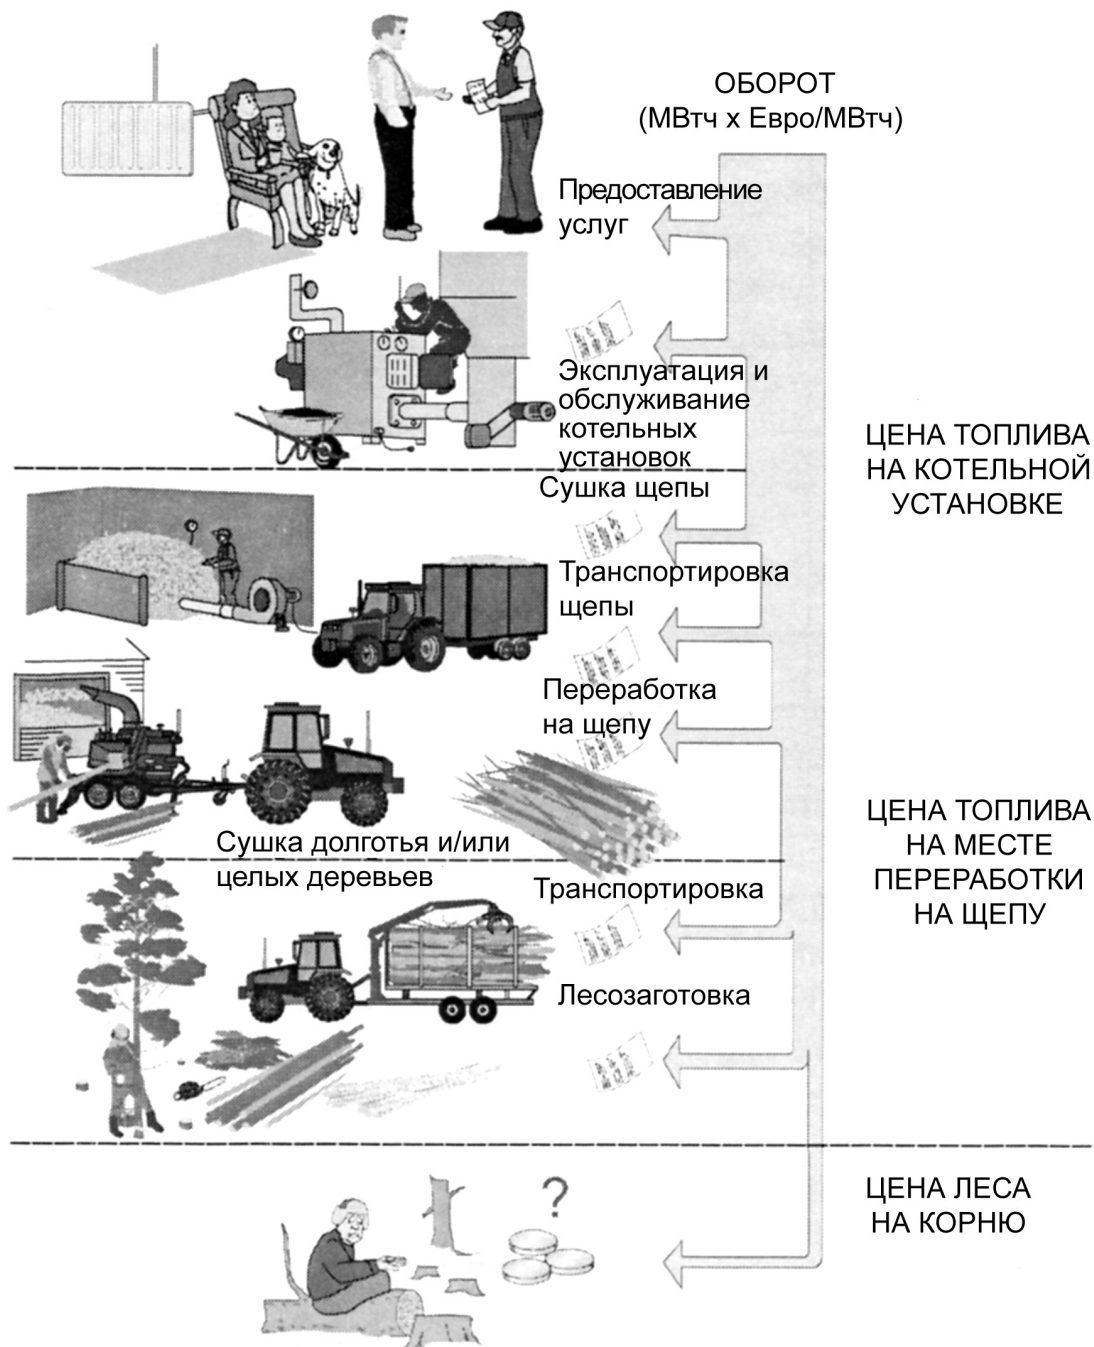 ОБОРОТ
(МВтч x Евро/МВтч)
Предоставление
услуг
Эксплуатация и
обслуживание
котельных
установок
ЦЕНА ТОПЛИВА
НА КОТЕЛЬНОЙ
УСТАНОВКЕ
Сушка щепы
Транспортировка
щепы
Переработка
на щепу
ЦЕНА ТОПЛИВА
НА МЕСТЕ
ПЕРЕРАБОТКИ
НА ЩЕПУ
Сушка долготья и/или
целых деревьев
Транспортировка
Лесозаготовка
ЦЕНА ЛЕСА
НА КОРНЮ
?